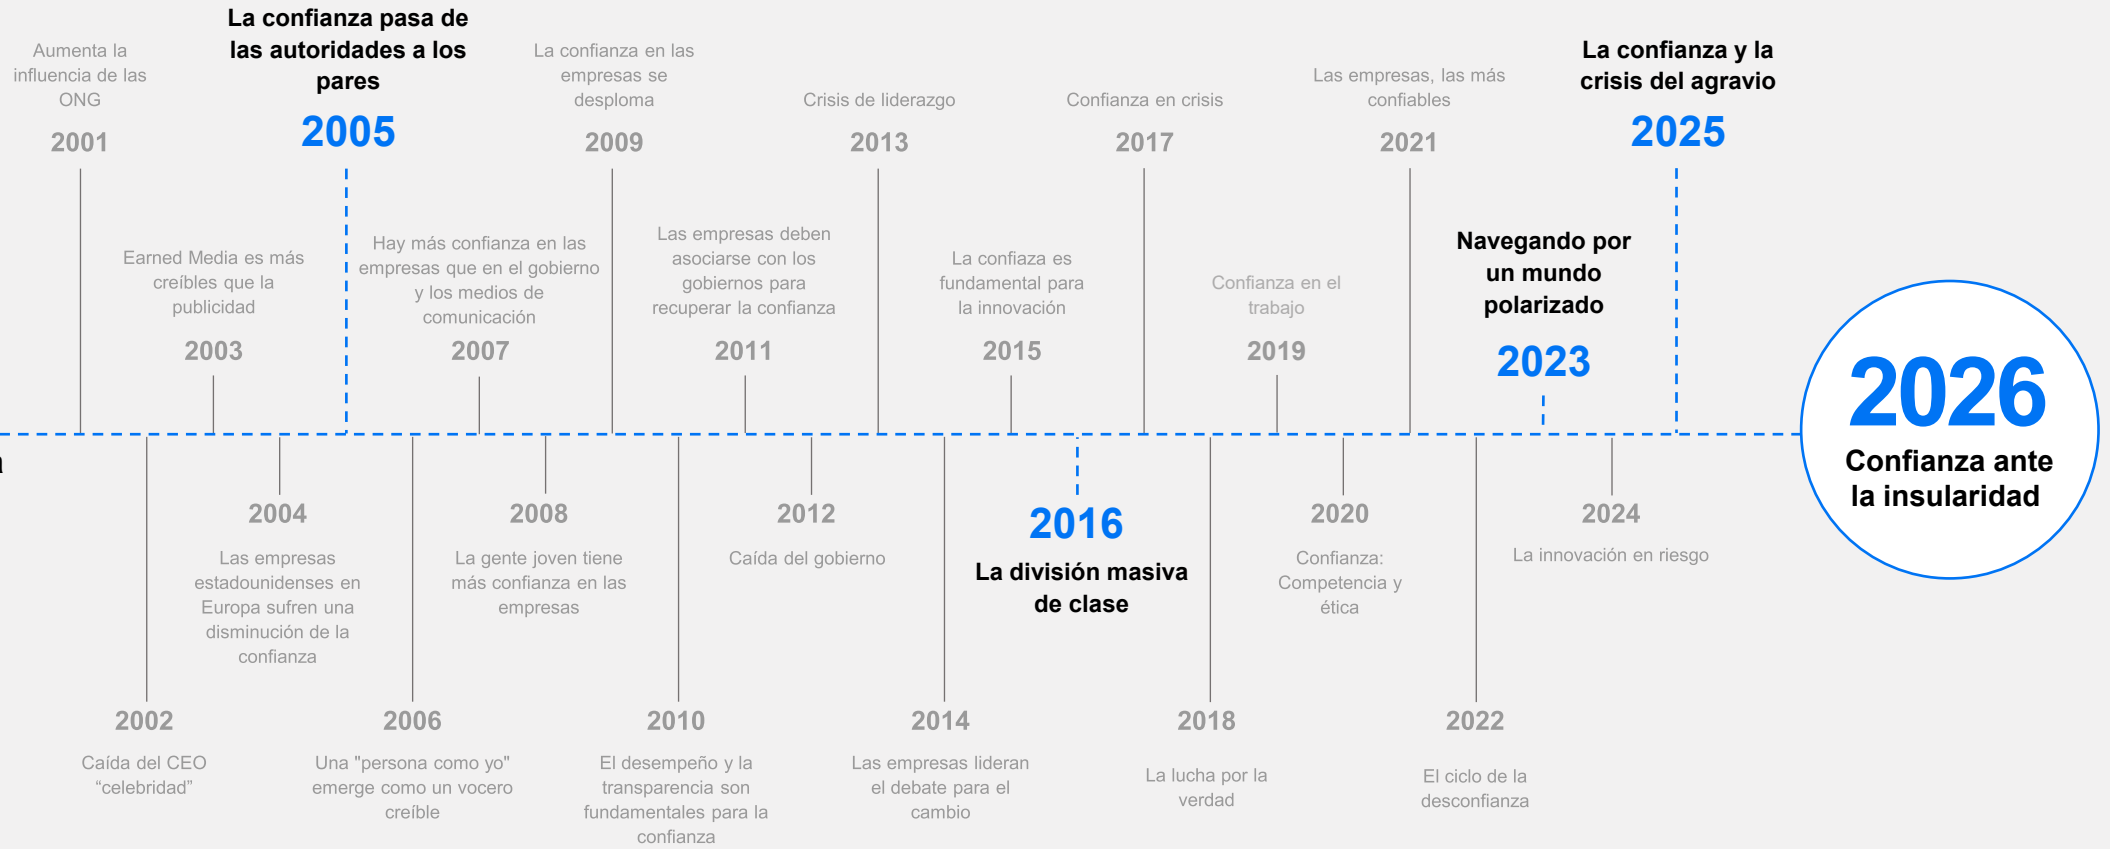 Aumenta la
influencia de las
ONG
2001
La confianza pasa de
las autoridades a los
pares
2005
La confianza en las
empresas se
desploma
2009
Crisis de liderazgo
2013
Confianza en crisis
2017
Las empresas, las más
confiables
2021
La confianza y la
crisis del agravio
2025
Earned Media es más
creíbles que la
publicidad
2003
Hay más confianza en las
empresas que en el gobierno
y los medios de
comunicación
2007
Las empresas deben
asociarse con los
gobiernos para
recuperar la confianza
2011
La confiaza es
fundamental para
la innovación
2015
Confianza en el
trabajo
2019
Navegando por
un mundo
polarizado
2023
2026
Confianza ante
la insularidad
2004
Las empresas
estadounidenses en
Europa sufren una
disminución de la
confianza
2008
La gente joven tiene
más confianza en las
empresas
2012
Caída del gobierno
2016
La división masiva
de clase
2020
Confianza:
Competencia y
ética
2024
La innovación en riesgo
2002
Caída del CEO
“celebridad”
2006
Una "persona como yo"
emerge como un vocero
creíble
2010
El desempeño y la
transparencia son
fundamentales para la
confianza
2014
Las empresas lideran
el debate para el
cambio
2018
La lucha por la
verdad
2022
El ciclo de la
desconfianza